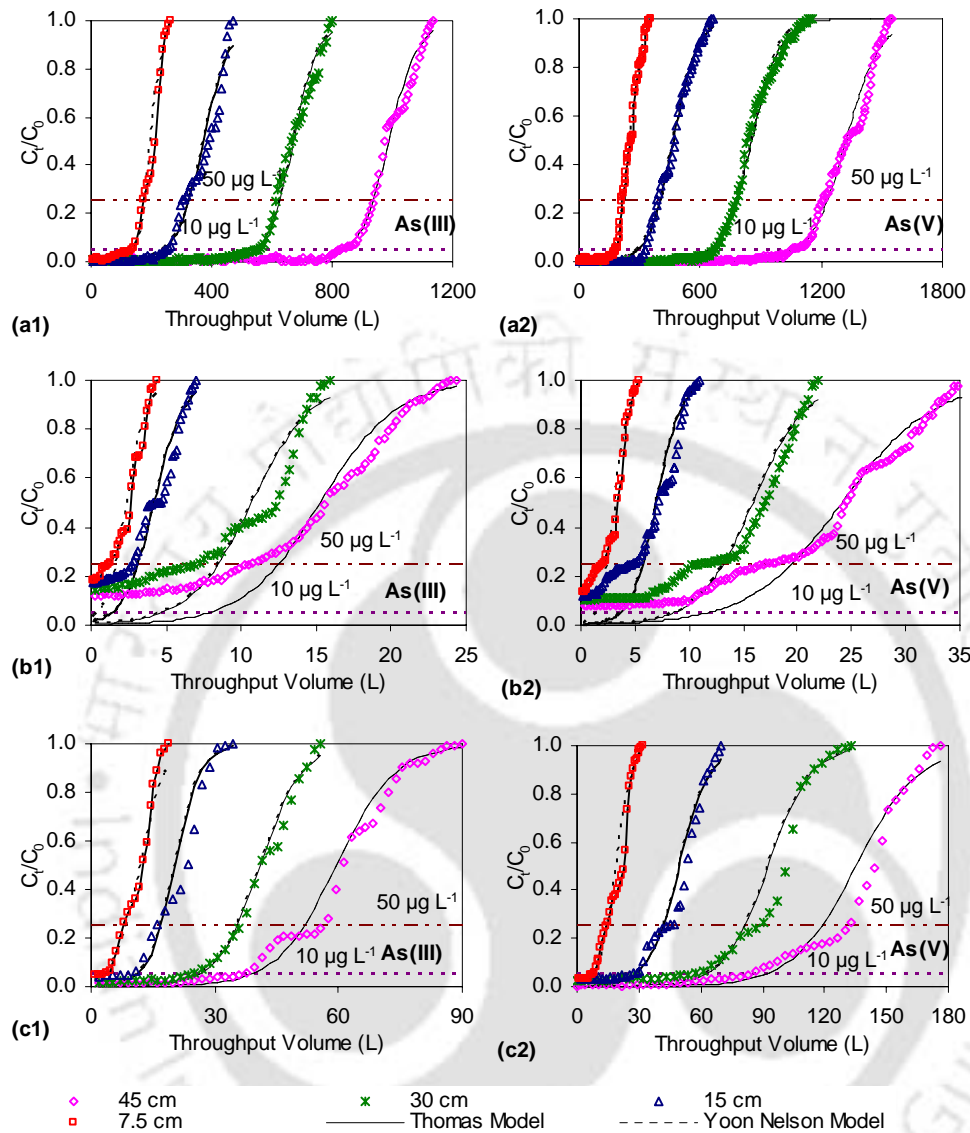 1.0
0.8
0.6
0.4
0.2
0.0
Cₜ/C₀
50 µg L⁻¹
10 µg L⁻¹
As(III)
0 400 800 1200
(a1) Throughput Volume (L)
1.0
0.8
0.6
0.4
0.2
0.0
50 µg L⁻¹
10 µg L⁻¹
As(V)
0 600 1200 1800
(a2) Throughput Volume (L)
1.0
0.8
0.6
0.4
0.2
0.0
Cₜ/C₀
50 µg L⁻¹
10 µg L⁻¹
As(III)
0 5 10 15 20 25
(b1) Throughput Volume (L)
1.0
0.8
0.6
0.4
0.2
0.0
50 µg L⁻¹
10 µg L⁻¹
As(V)
0 5 10 15 20 25 30 35
(b2) Throughput Volume (L)
1.0
0.8
0.6
0.4
0.2
0.0
Cₜ/C₀
50 µg L⁻¹
10 µg L⁻¹
As(III)
0 30 60 90
(c1) Throughput Volume (L)
1.0
0.8
0.6
0.4
0.2
0.0
50 µg L⁻¹
10 µg L⁻¹
As(V)
0 30 60 90 120 150 180
(c2) Throughput Volume (L)
45 cm 30 cm 15 cm
7.5 cm Thomas Model Yoon Nelson Model